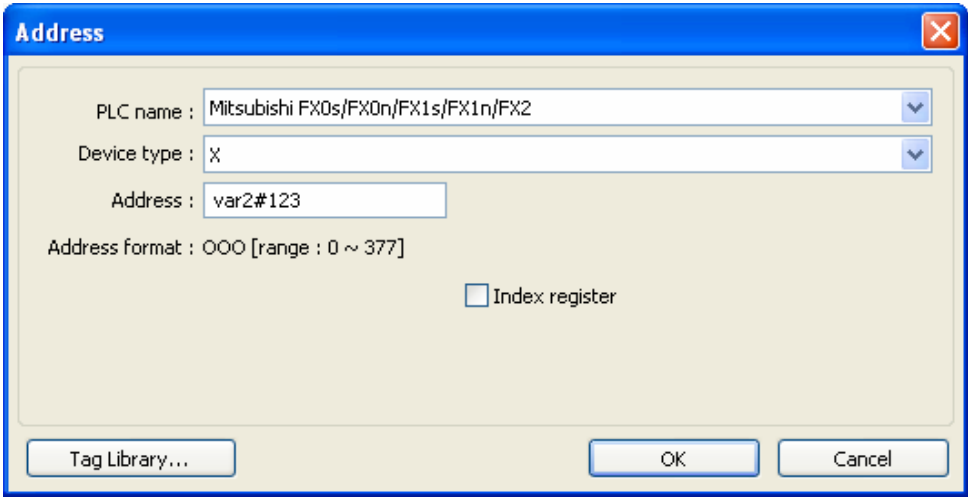 Address
PLC name : Mitsubishi FX0s/FX0n/FX1s/FX1n/FX2
Device type : X
Address : var2#123
Address format : OOO [range : 0 ~ 377]
Index register
Tag Library... OK Cancel